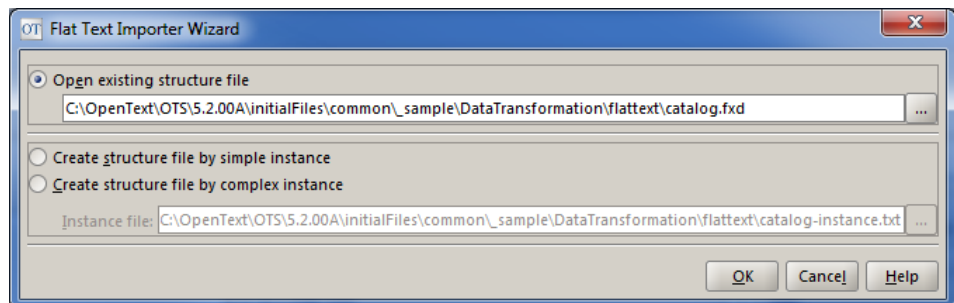 OT Flat Text Importer Wizard
Open existing structure file
C:\OpenText\OTS\5.2.00A\initialFiles\common\_sample\DataTransformation\flattext\catalog.fxd ...
Create structure file by simple instance
Create structure file by complex instance
Instance file: C:\OpenText\OTS\5.2.00A\initialFiles\common\_sample\DataTransformation\flattext\catalog-instance.txt ...
OK Cancel Help